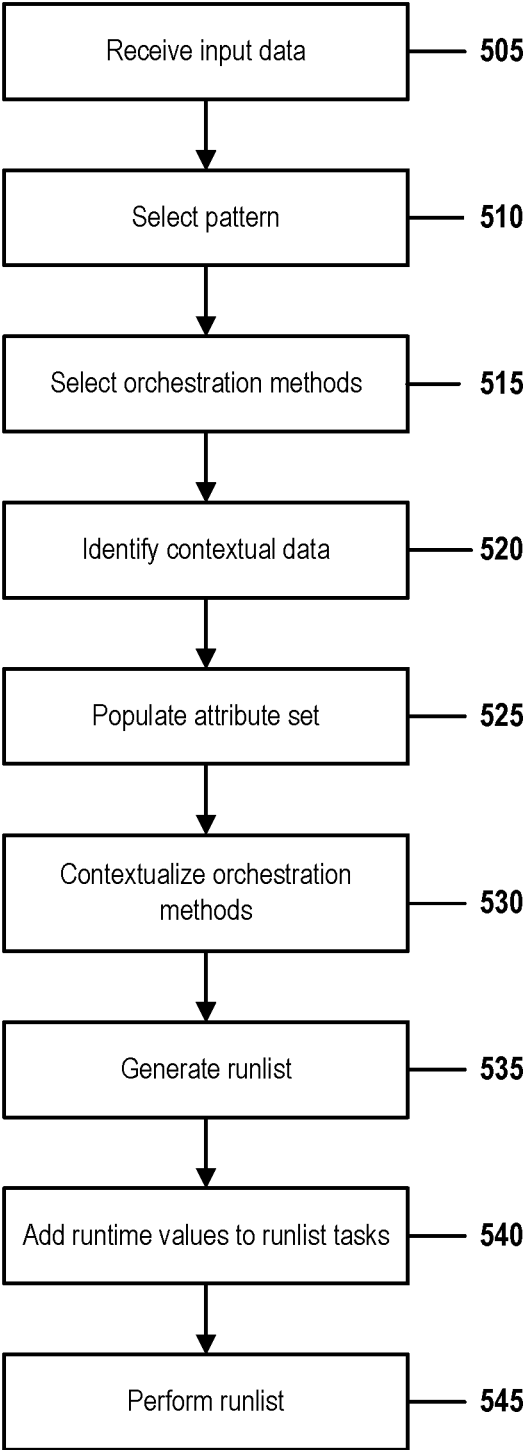 Receive input data 505
Select pattern 510
Select orchestration methods 515
Identify contextual data 520
Populate attribute set 525
Contextualize orchestration
methods 530
Generate runlist 535
Add runtime values to runlist tasks 540
Perform runlist 545